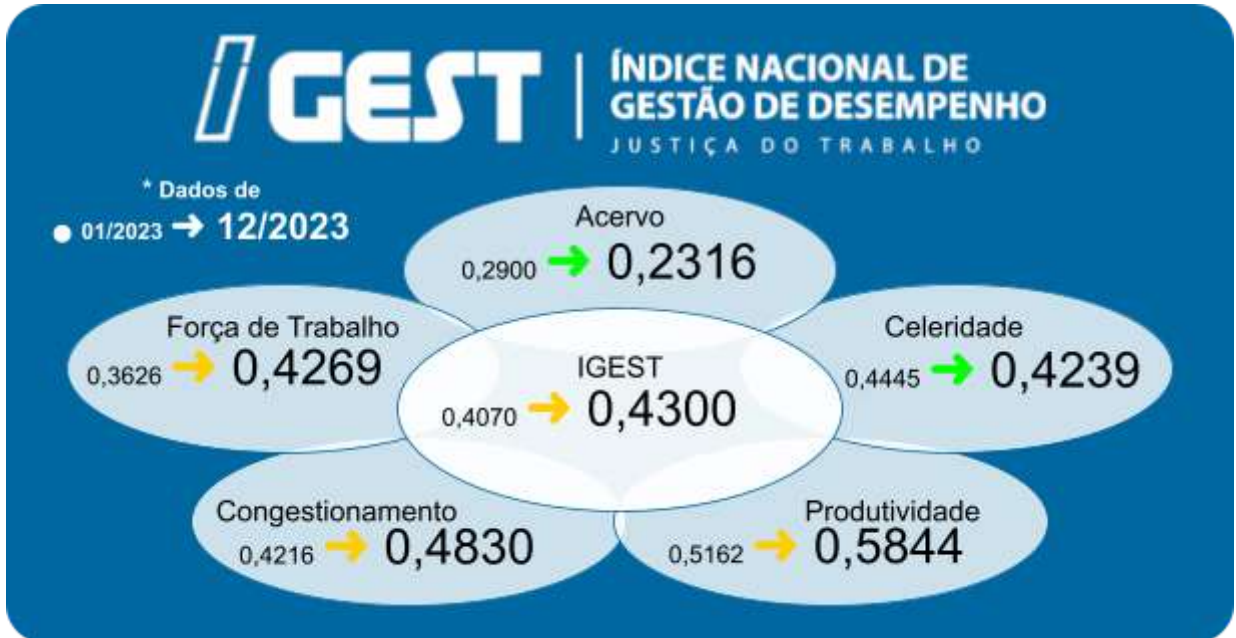 IGEST
ÍNDICE NACIONAL DE
GESTÃO DE DESEMPENHO
JUSTIÇA DO TRABALHO
* Dados de
01/2023 ➔ 12/2023
Acervo
0,2900 ➔ 0,2316
Força de Trabalho
0,3626 ➔ 0,4269
Celeridade
0,4445 ➔ 0,4239
IGEST
0,4070 ➔ 0,4300
Congestionamento
0,4216 ➔ 0,4830
Produtividade
0,5162 ➔ 0,5844